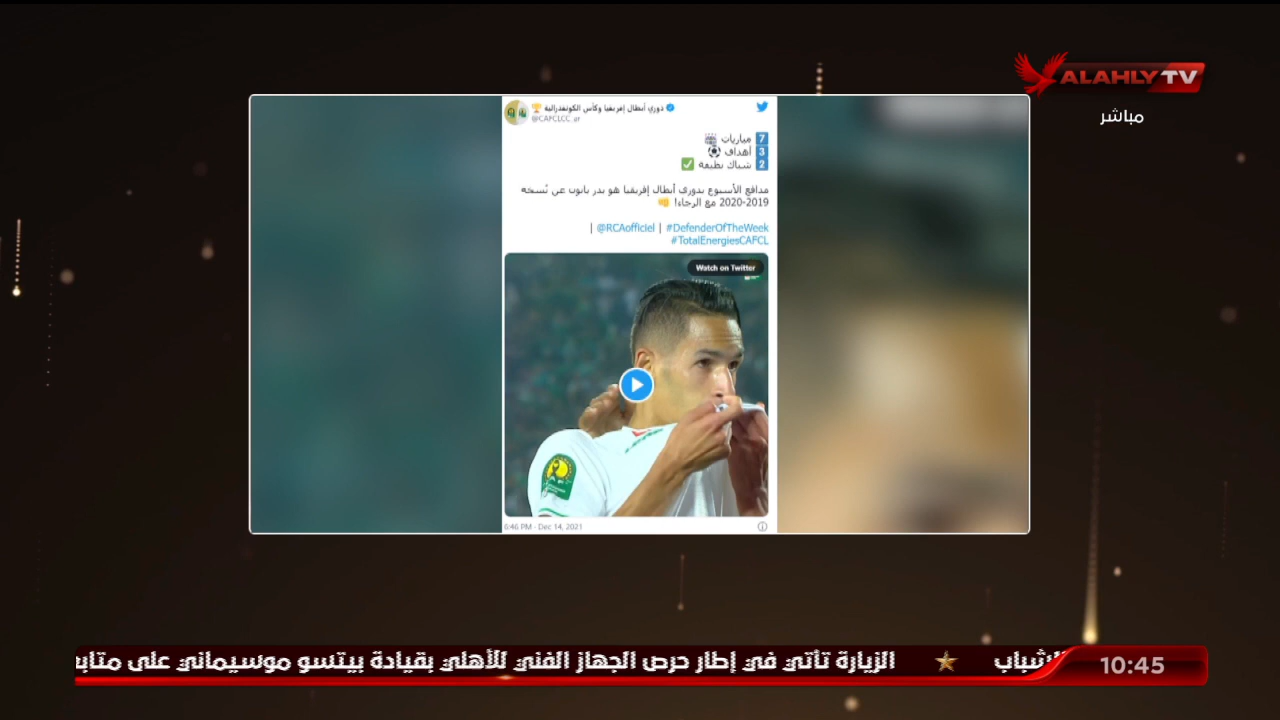 ALAHLY TV
مباشر
دوري أبطال إفريقيا وكأس الكونفدرالية 🏆
@CAFCLCC_ar
7 مباريات
3 أهداف ⚽
2 شباك نظيفة ✅
مدافع الأسبوع بدوري أبطال إفريقيا هو بدر بانون عن نُسخة
2019-2020 مع الرجاء! 👊
| @RCAofficiel | #DefenderOfTheWeek
#TotalEnergiesCAFCL
Watch on Twitter
6:46 PM · Dec 14, 2021
الشباب ★ الزيارة تأتي في إطار حرص الجهاز الفني للأهلي بقيادة بيتسو موسيماني على
10:45